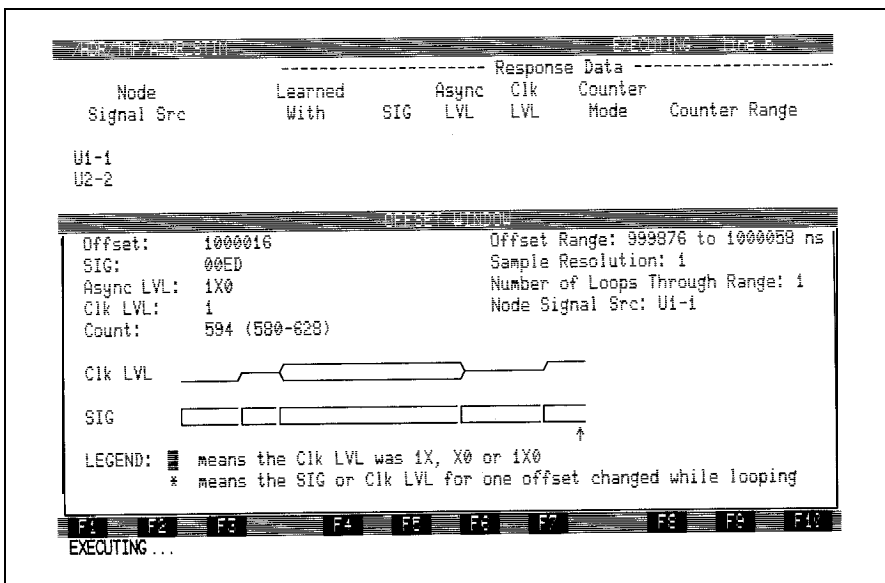 /HDR/TMP/ADDR_STIM EXECUTING line 5
Response Data
Node Learned Async Clk Counter
Signal Src With SIG LVL LVL Mode Counter Range
U1-1
U2-2
OFFSET WINDOW
Offset: 1000016 Offset Range: 999876 to 1000058 ns
SIG: 00ED Sample Resolution: 1
Async LVL: 1X0 Number of Loops Through Range: 1
Clk LVL: 1 Node Signal Src: U1-1
Count: 594 (580-628)
Clk LVL
SIG
LEGEND: means the Clk LVL was 1X, X0 or 1X0
* means the SIG or Clk LVL for one offset changed while looping
F1 F2 F3 F4 F5 F6 F7 F8 F9 F10
EXECUTING ...